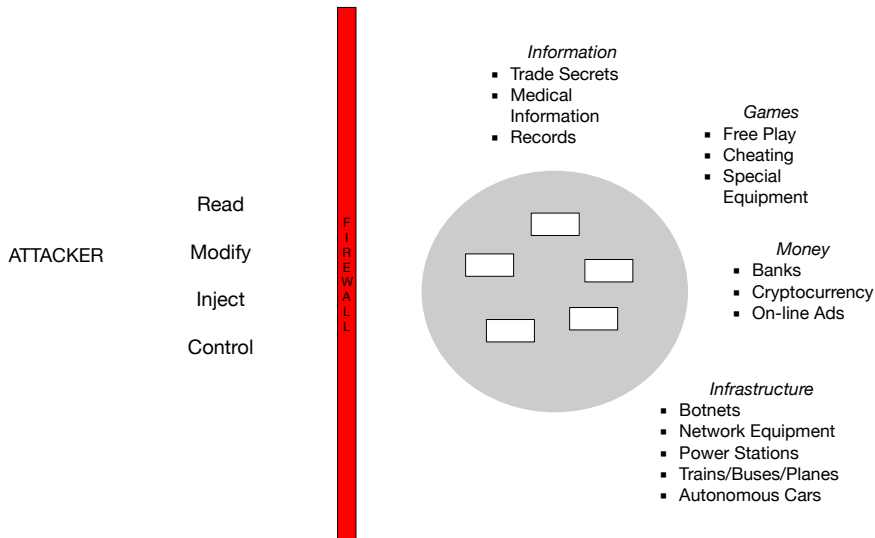 ATTACKER
Read
Modify
Inject
Control
FIREWALL
Information
▪ Trade Secrets
▪ Medical
Information
▪ Records
Games
▪ Free Play
▪ Cheating
▪ Special
Equipment
Money
▪ Banks
▪ Cryptocurrency
▪ On-line Ads
Infrastructure
▪ Botnets
▪ Network Equipment
▪ Power Stations
▪ Trains/Buses/Planes
▪ Autonomous Cars